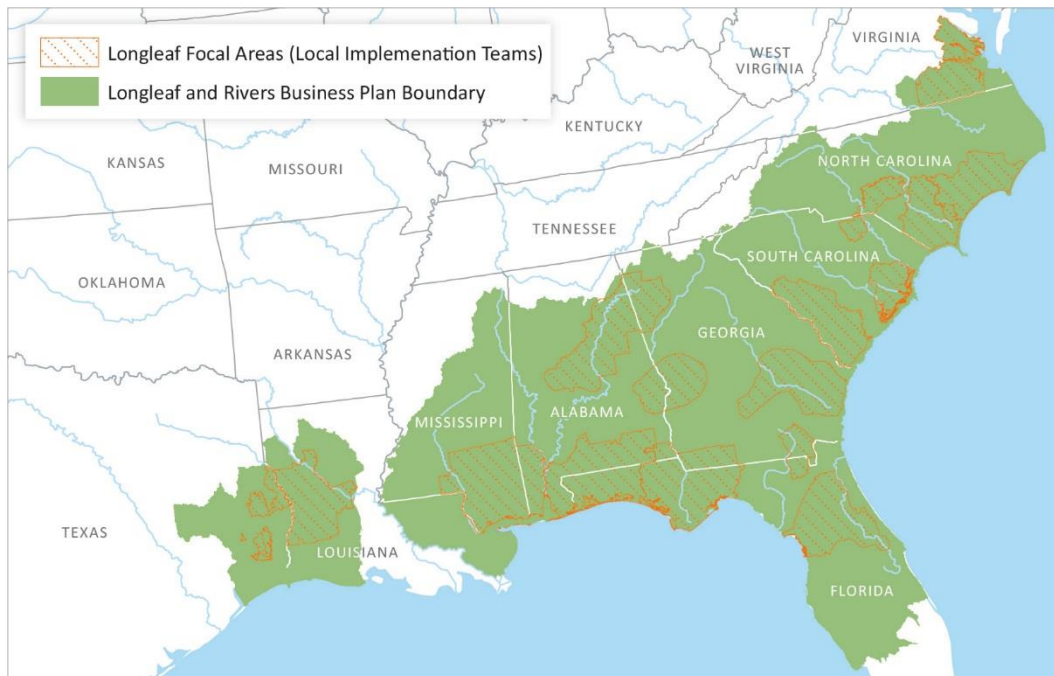 Longleaf Focal Areas (Local Implemenation Teams)
Longleaf and Rivers Business Plan Boundary
WEST
VIRGINIA
VIRGINIA
KENTUCKY
KANSAS
MISSOURI
NORTH CAROLINA
TENNESSEE
SOUTH CAROLINA
OKLAHOMA
ARKANSAS
GEORGIA
MISSISSIPPI
ALABAMA
TEXAS
LOUISIANA
FLORIDA